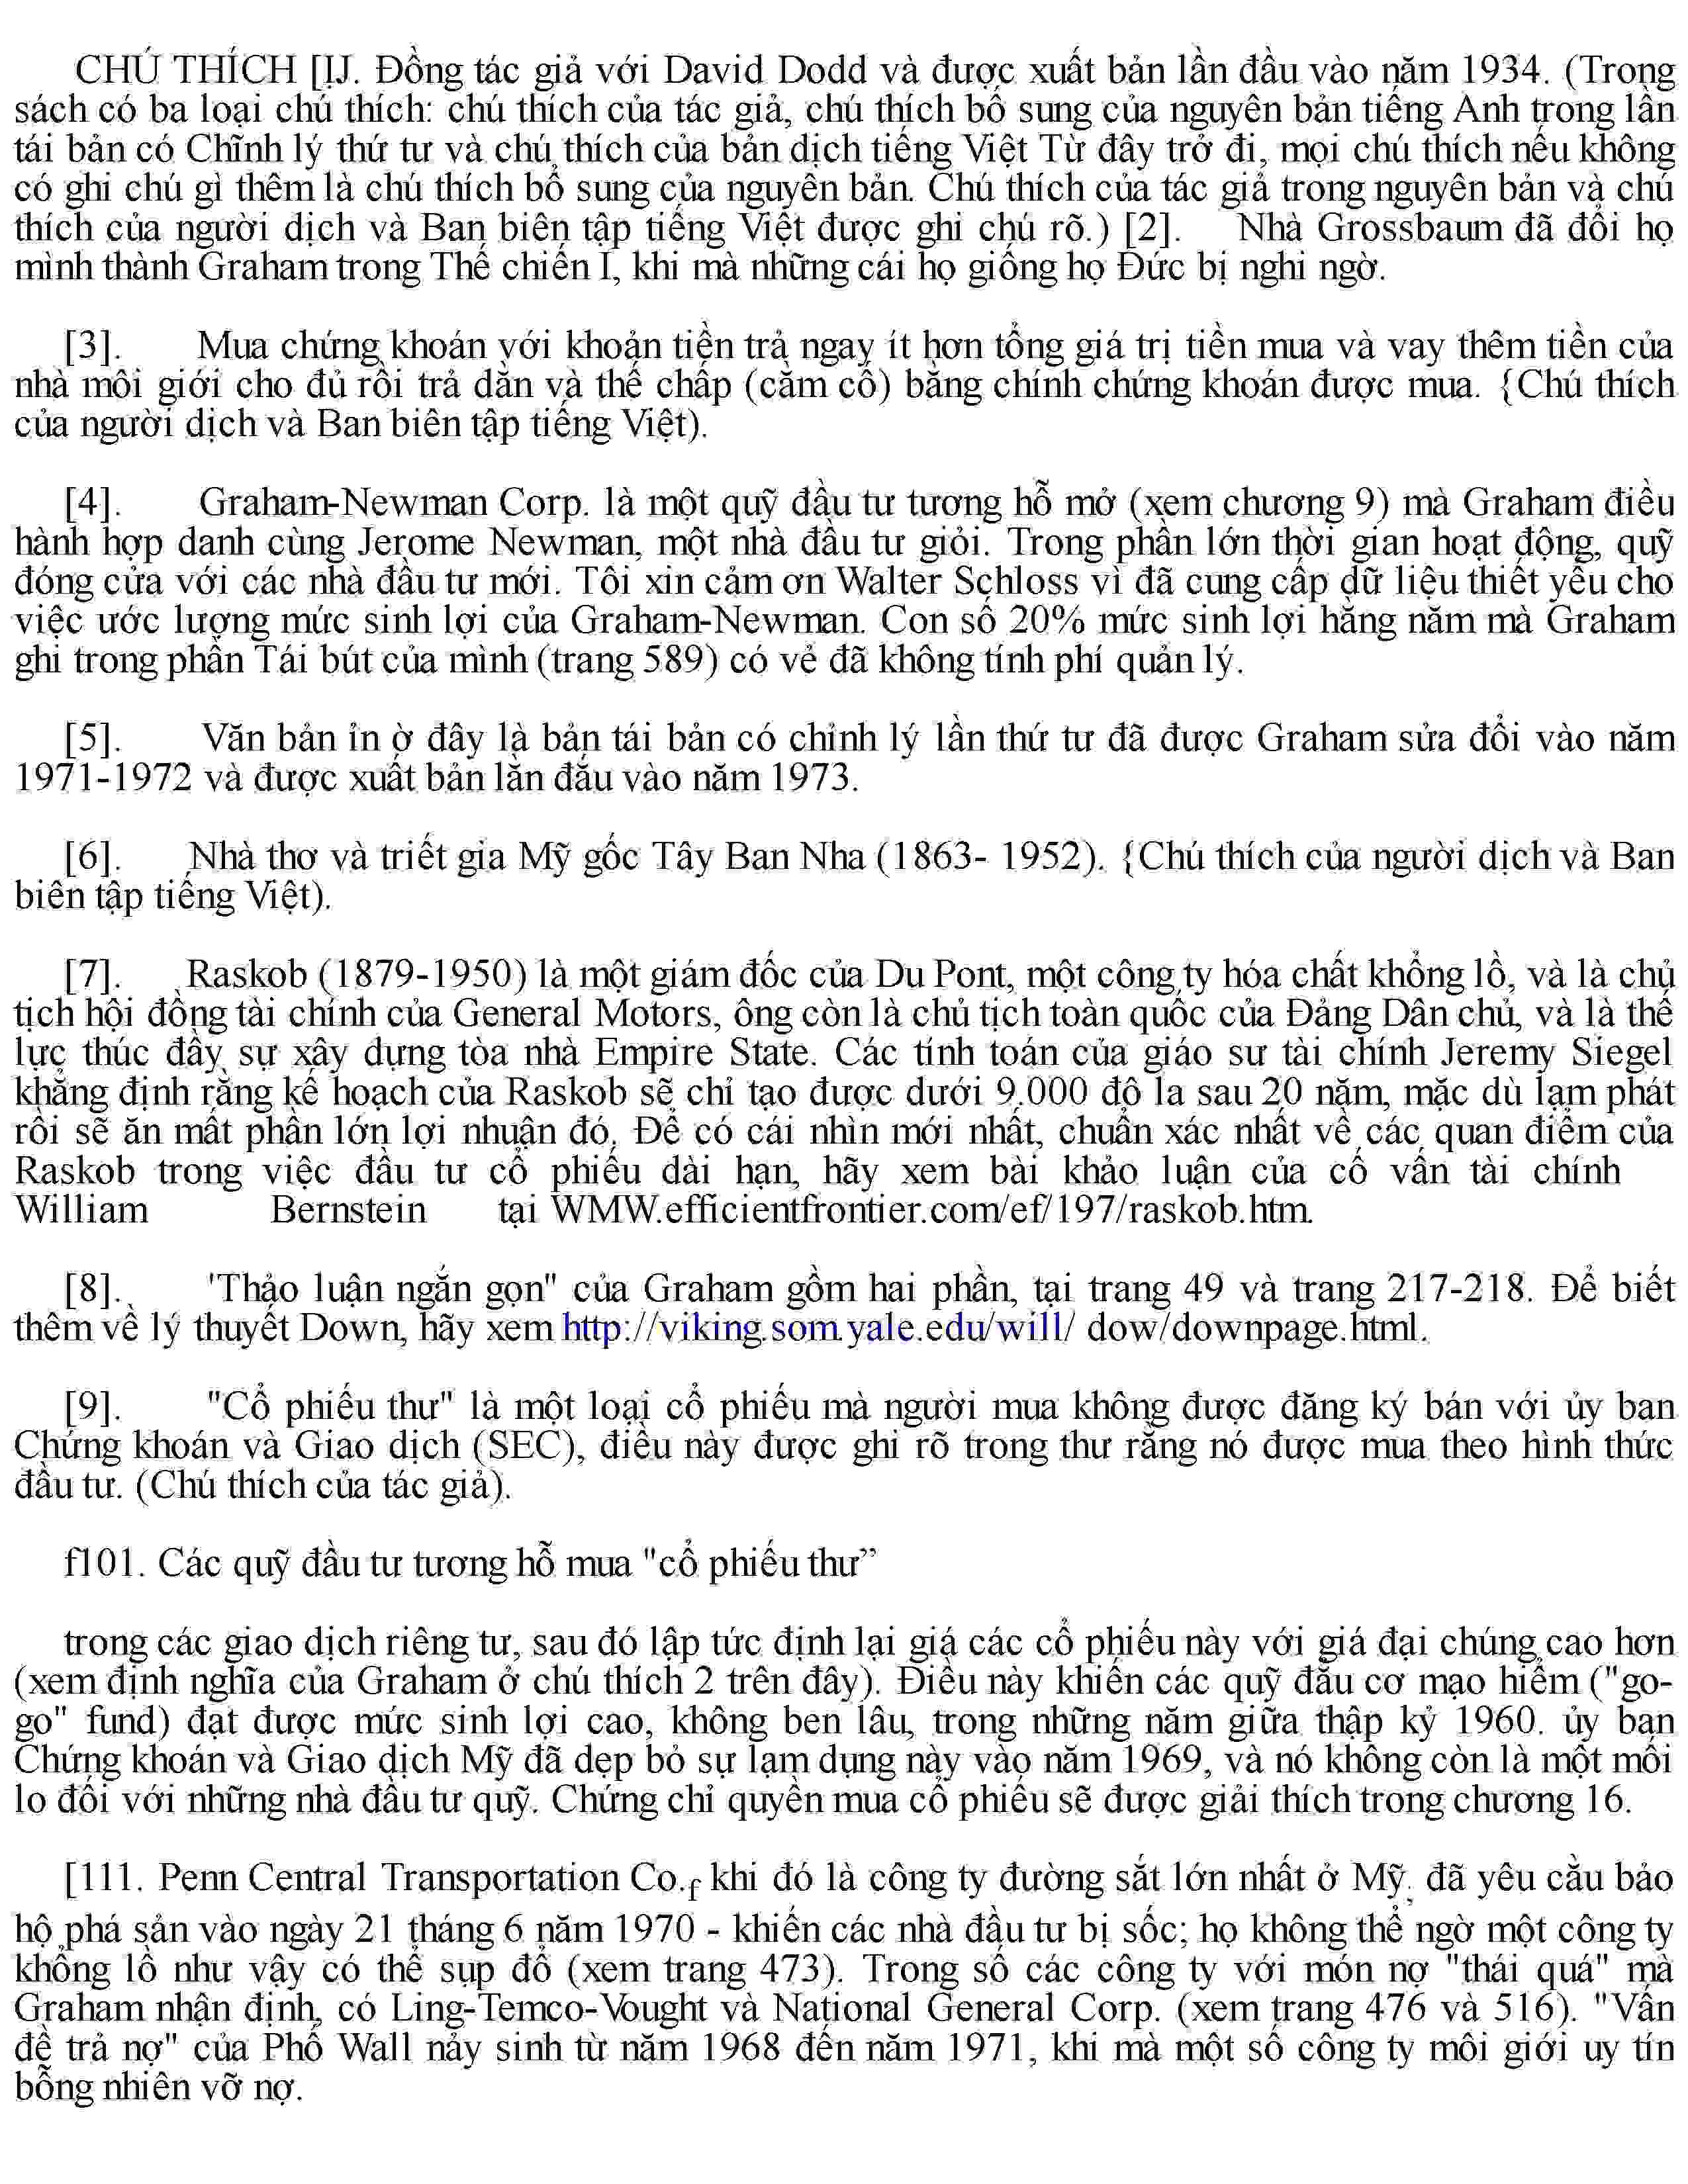 CHÚ THÍCH [IJ. Đồng tác giả với David Dodd và được xuất bản lần đầu vào năm 1934. (Trong
sách có ba loại chú thích: chú thích của tác giả, chú thích bổ sung của nguyên bản tiếng Anh trong lần
tái bản có Chĩnh lý thứ tư và chú thích của bản dịch tiếng Việt Từ đây trở đi, mọi chú thích nếu không
có ghi chú gì thêm là chú thích bổ sung của nguyên bản. Chú thích của tác giả trong nguyên bản và chú
thích của người dịch và Ban biên tập tiếng Việt được ghi chú rõ.) [2]. Nhà Grossbaum đã đổi họ
mình thành Graham trong Thế chiến I, khi mà những cái họ giống họ Đức bị nghi ngờ.
[3]. Mua chứng khoán với khoản tiền trả ngay ít hơn tổng giá trị tiền mua và vay thêm tiền của
nhà môi giới cho đủ rồi trả dần và thế chấp (cầm cố) bằng chính chứng khoán được mua. {Chú thích
của người dịch và Ban biên tập tiếng Việt).
[4]. Graham-Newman Corp. là một quỹ đầu tư tương hỗ mở (xem chương 9) mà Graham điều
hành hợp danh cùng Jerome Newman, một nhà đầu tư giỏi. Trong phần lớn thời gian hoạt động, quỹ
đóng cửa với các nhà đầu tư mới. Tôi xin cảm ơn Walter Schloss vì đã cung cấp dữ liệu thiết yếu cho
việc ước lượng mức sinh lợi của Graham-Newman. Con số 20% mức sinh lợi hằng năm mà Graham
ghi trong phần Tái bút của mình (trang 589) có vẻ đã không tính phí quản lý.
[5]. Văn bản ỉn ờ đây là bản tái bản có chỉnh lý lần thứ tư đã được Graham sửa đổi vào năm
1971-1972 và được xuất bản lần đầu vào năm 1973.
[6]. Nhà thơ và triết gia Mỹ gốc Tây Ban Nha (1863- 1952). {Chú thích của người dịch và Ban
biên tập tiếng Việt).
[7]. Raskob (1879-1950) là một giám đốc của Du Pont, một công ty hóa chất khổng lồ, và là chủ
tịch hội đồng tài chính của General Motors, ông còn là chủ tịch toàn quốc của Đảng Dân chủ, và là thế
lực thúc đẩy sự xây dựng tòa nhà Empire State. Các tính toán của giáo sư tài chính Jeremy Siegel
khẳng định rằng kế hoạch của Raskob sẽ chỉ tạo được dưới 9.000 đô la sau 20 năm, mặc dù lạm phát
rồi sẽ ăn mất phần lớn lợi nhuận đó. Để có cái nhìn mới nhất, chuẩn xác nhất về các quan điểm của
Raskob trong việc đầu tư cổ phiếu dài hạn, hãy xem bài khảo luận của cố vấn tài chính
William Bernstein tại WMW.efficientfrontier.com/ef/197/raskob.htm.
[8]. 'Thảo luận ngắn gọn" của Graham gồm hai phần, tại trang 49 và trang 217-218. Để biết
thêm về lý thuyết Down, hãy xem http://viking.som.yale.edu/will/ dow/downpage.html.
[9]. "Cổ phiếu thư" là một loại cổ phiếu mà người mua không được đăng ký bán với ủy ban
Chứng khoán và Giao dịch (SEC), điều này được ghi rõ trong thư rằng nó được mua theo hình thức
đầu tư. (Chú thích của tác giả).
f101. Các quỹ đầu tư tương hỗ mua "cổ phiếu thư”
trong các giao dịch riêng tư, sau đó lập tức định lại giá các cổ phiếu này với giá đại chúng cao hơn
(xem định nghĩa của Graham ở chú thích 2 trên đây). Điều này khiến các quỹ đầu cơ mạo hiểm ("go-
go" fund) đạt được mức sinh lợi cao, không ben lâu, trong những năm giữa thập kỷ 1960. ủy ban
Chứng khoán và Giao dịch Mỹ đã dẹp bỏ sự lạm dụng này vào năm 1969, và nó không còn là một mối
lo đối với những nhà đầu tư quỹ. Chứng chỉ quyền mua cổ phiếu sẽ được giải thích trong chương 16.
[111. Penn Central Transportation Co.f khi đó là công ty đường sắt lớn nhất ở Mỹ, đã yêu cầu bảo
hộ phá sản vào ngày 21 tháng 6 năm 1970 - khiến các nhà đầu tư bị sốc; họ không thể ngờ một công ty
khổng lồ như vậy có thể sụp đổ (xem trang 473). Trong số các công ty với món nợ "thái quá" mà
Graham nhận định, có Ling-Temco-Vought và National General Corp. (xem trang 476 và 516). "Vấn
đề trả nợ" của Phố Wall nảy sinh từ năm 1968 đến năm 1971, khi mà một số công ty môi giới uy tín
bỗng nhiên vỡ nợ.